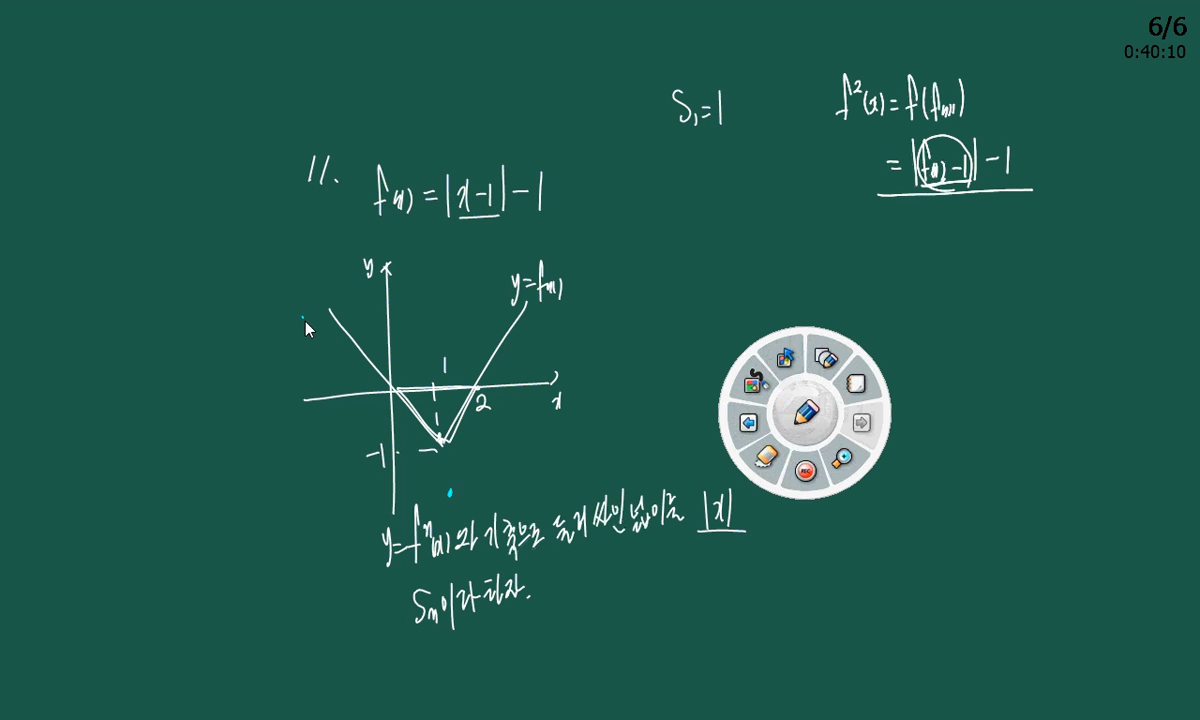 6/6
0:40:10
S₁=1
f²(x)=f(f(x))
=|f(x)-1|-1
11.
f(x)=|x-1|-1
y
y=f(x)
1
2
x
-1
y=fⁿ(x)와 x축으로 둘러싸인 넓이를 |x|
Sn이라 하자.
REC